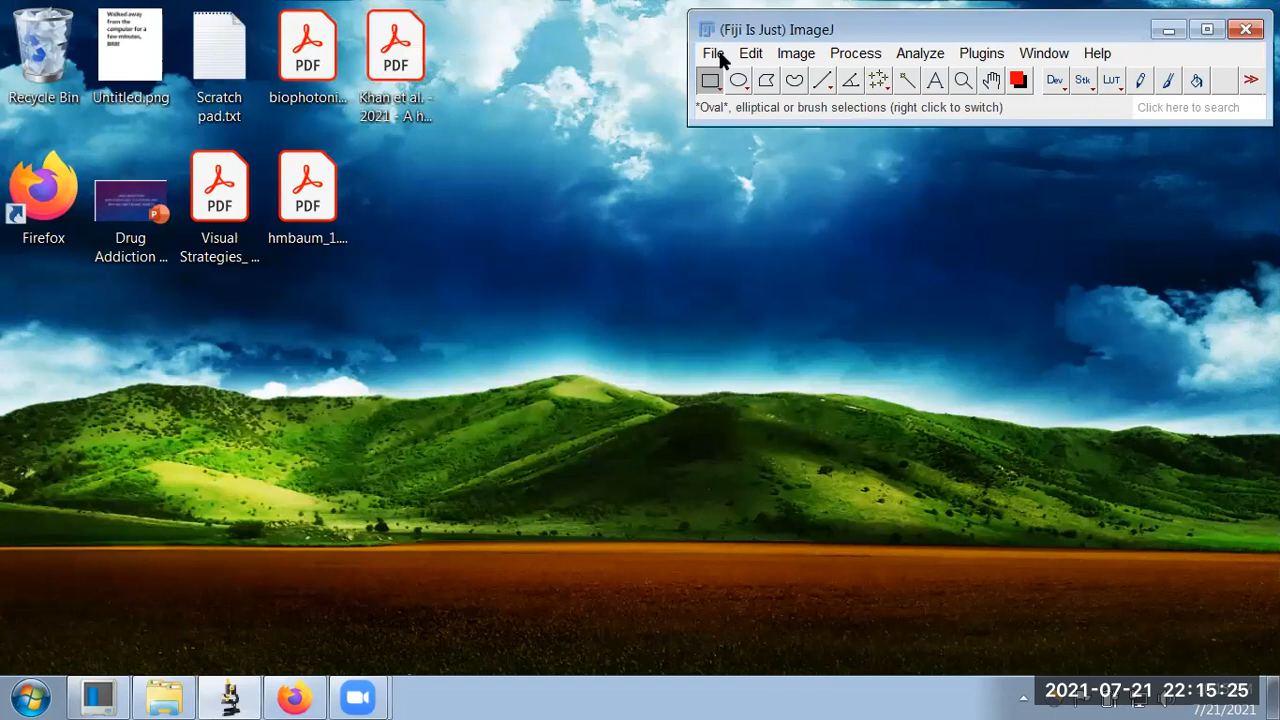 (Fiji Is Just) Im
File Edit Image Process Analyze Plugins Window Help
Dev Stk LUT
*Oval*, elliptical or brush selections (right click to switch)
Click here to search
Recycle Bin
Untitled.png
Scratch
pad.txt
biophotoni...
Khan et al. -
2021 - A h...
Walked away
from the
computer for a
few minutes,
BRB!
PDF
PDF
Firefox
Drug
Addiction ...
Visual
Strategies_ ...
hmbaum_1....
PDF
PDF
2021-07-21 22:15:25
7/21/2021